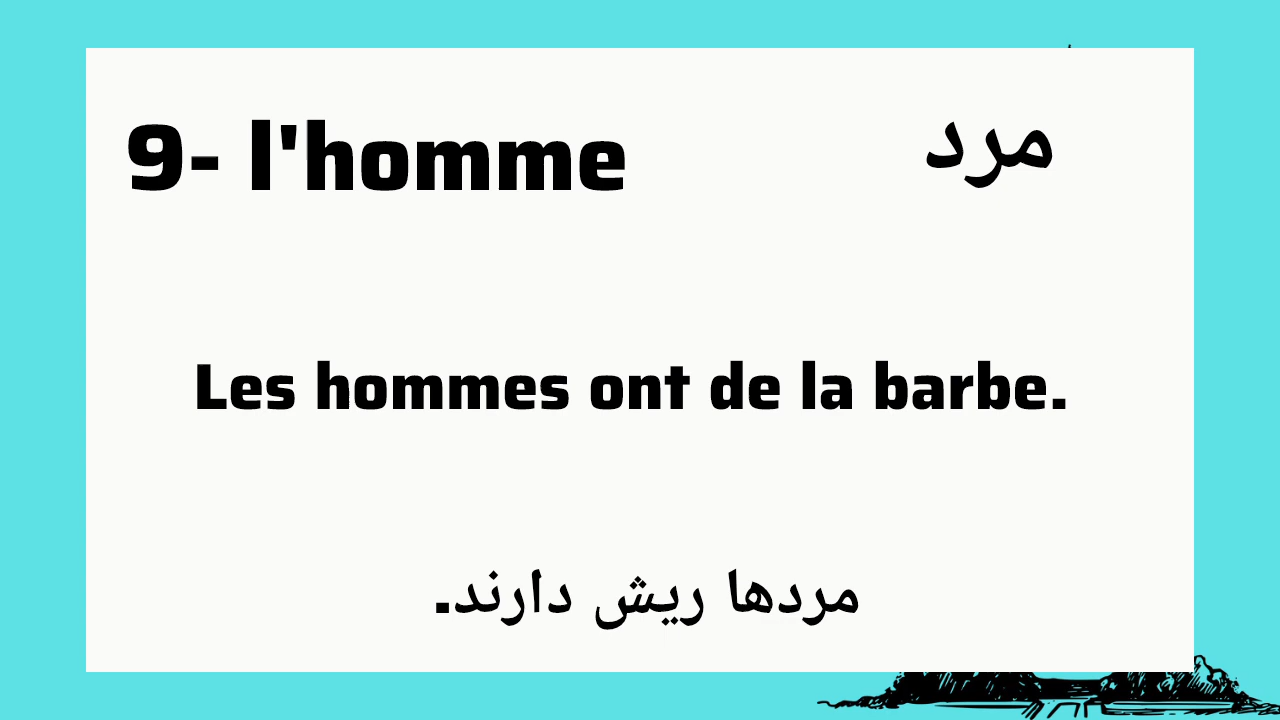 9- l'homme
مرد
Les hommes ont de la barbe.
مردها ریش دارند.